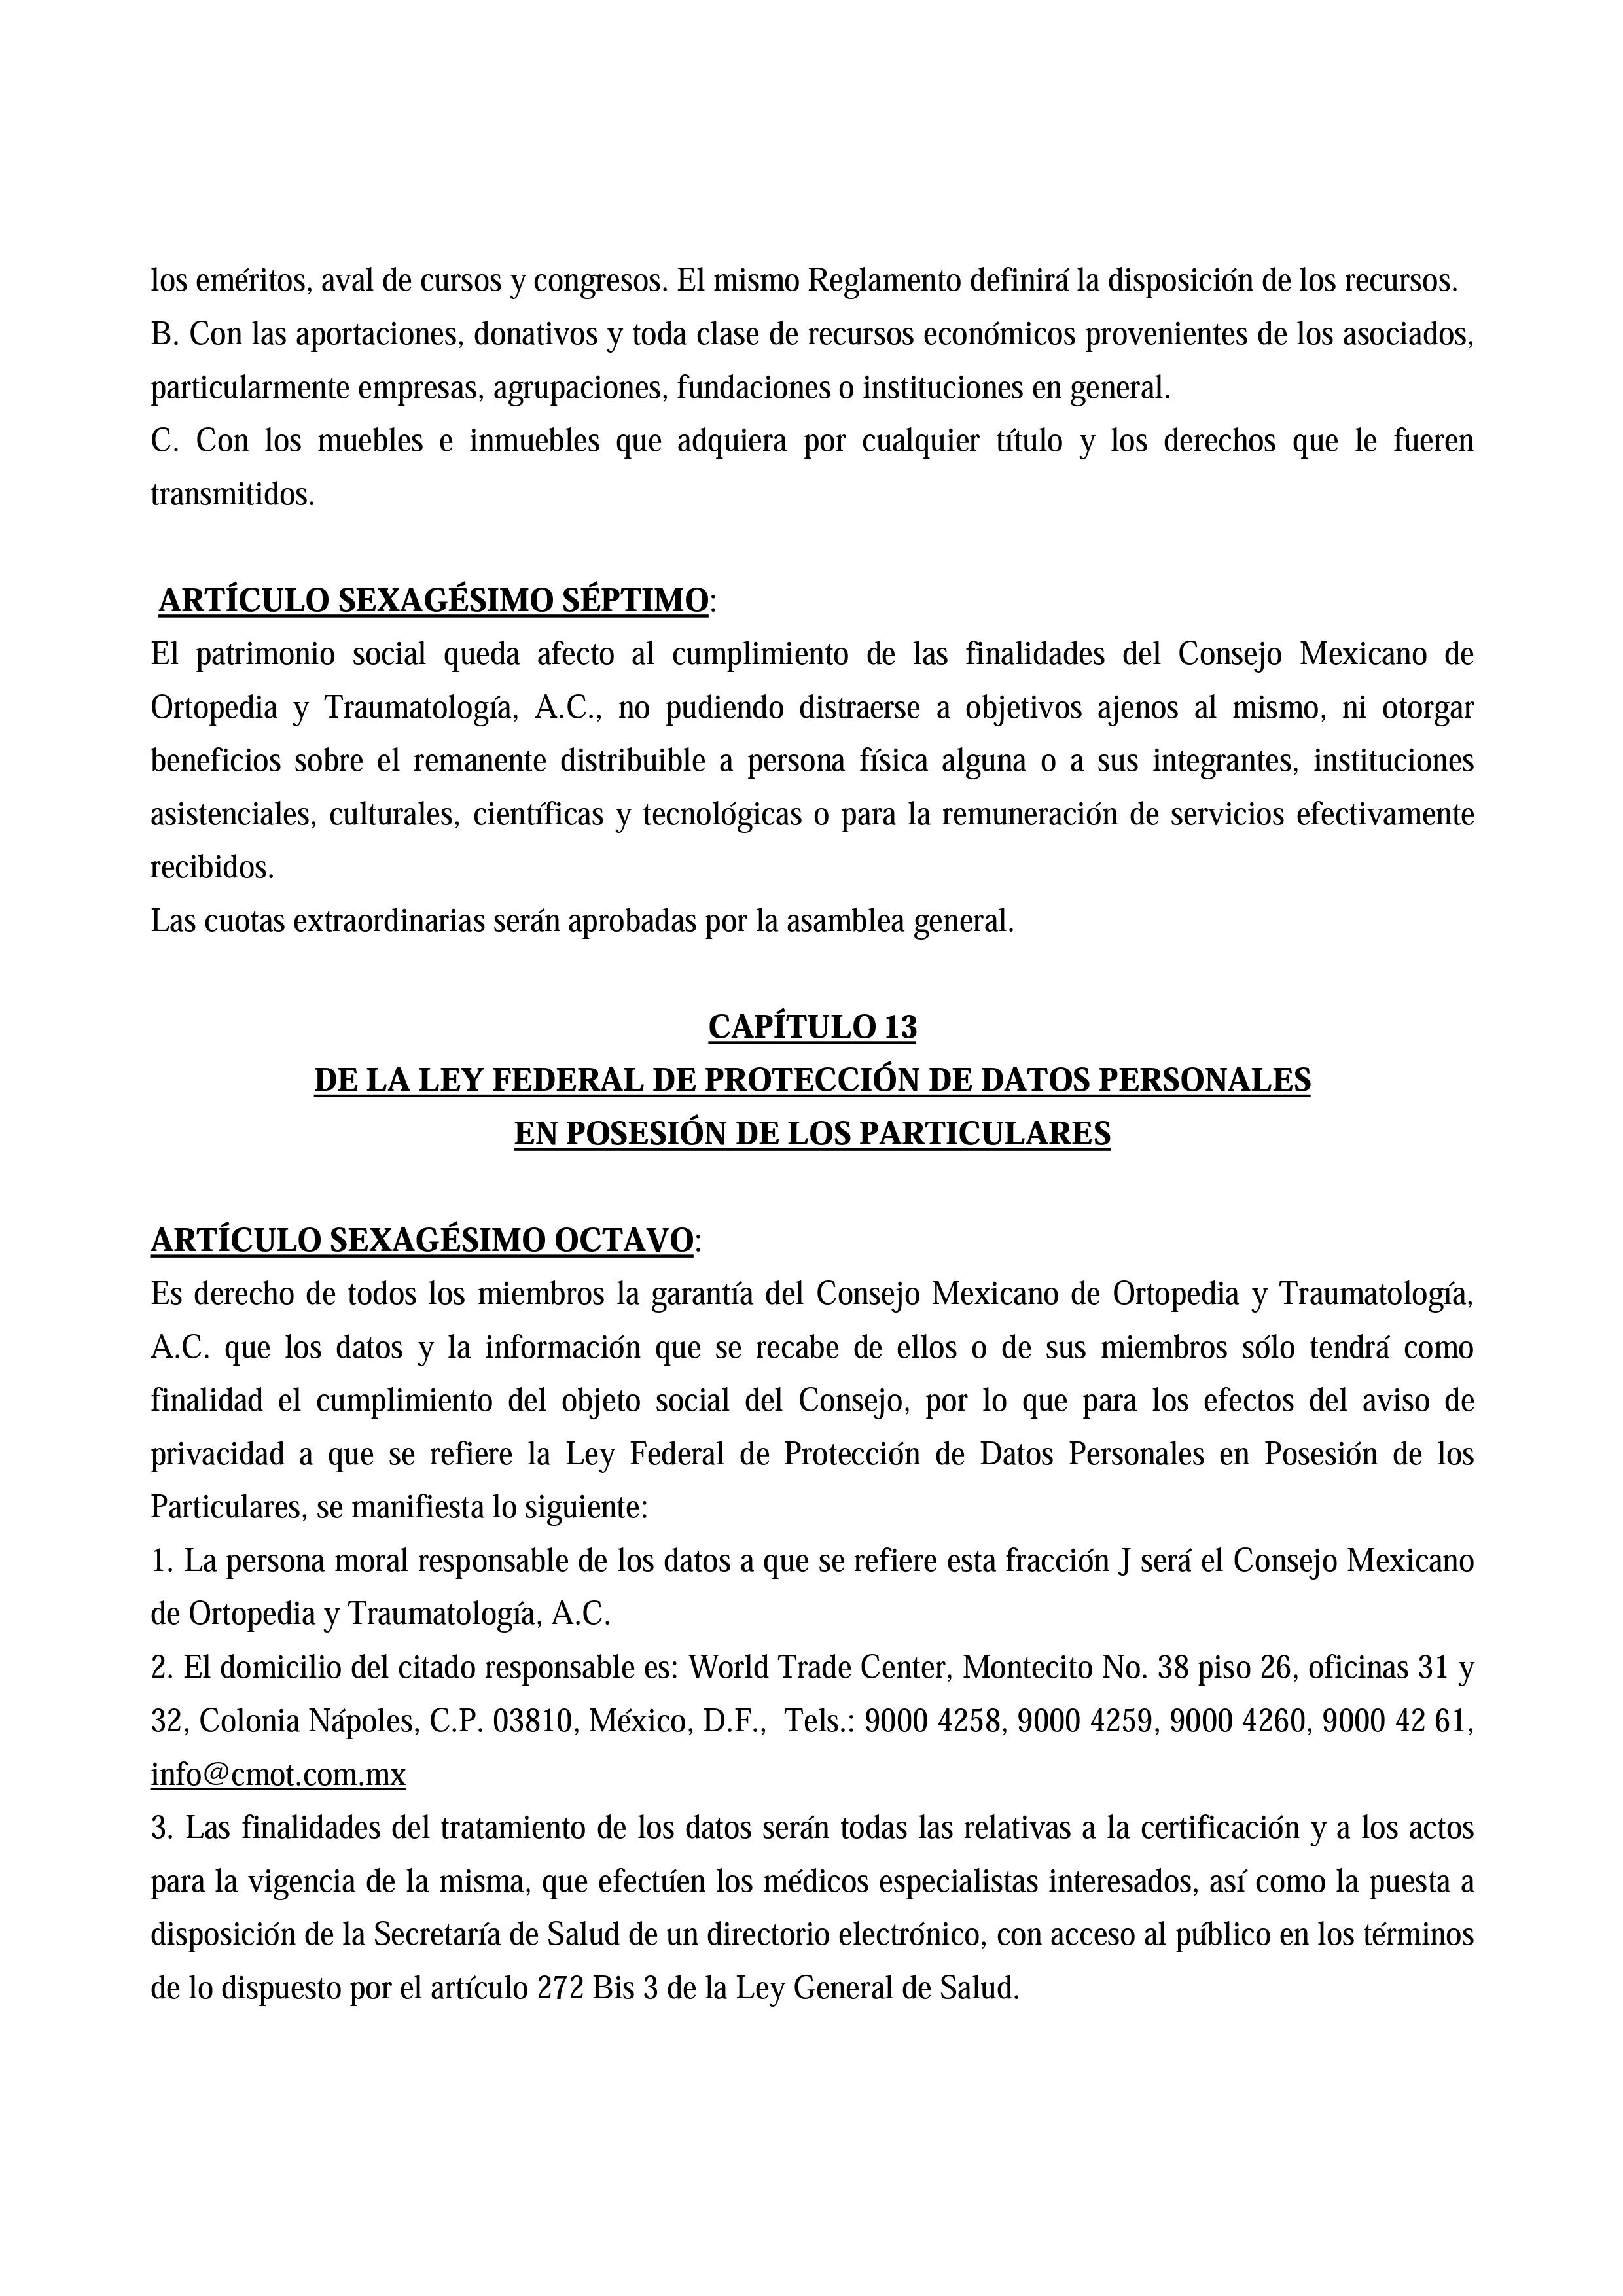 los eméritos, aval de cursos y congresos. El mismo Reglamento definirá la disposición de los recursos.
B. Con las aportaciones, donativos y toda clase de recursos económicos provenientes de los asociados,
particularmente empresas, agrupaciones, fundaciones o instituciones en general.
C. Con los muebles e inmuebles que adquiera por cualquier título y los derechos que le fueren
transmitidos.
ARTÍCULO SEXAGÉSIMO SÉPTIMO:
El patrimonio social queda afecto al cumplimiento de las finalidades del Consejo Mexicano de
Ortopedia y Traumatología, A.C., no pudiendo distraerse a objetivos ajenos al mismo, ni otorgar
beneficios sobre el remanente distribuible a persona física alguna o a sus integrantes, instituciones
asistenciales, culturales, científicas y tecnológicas o para la remuneración de servicios efectivamente
recibidos.
Las cuotas extraordinarias serán aprobadas por la asamblea general.
CAPÍTULO 13
DE LA LEY FEDERAL DE PROTECCIÓN DE DATOS PERSONALES
EN POSESIÓN DE LOS PARTICULARES
ARTÍCULO SEXAGÉSIMO OCTAVO:
Es derecho de todos los miembros la garantía del Consejo Mexicano de Ortopedia y Traumatología,
A.C. que los datos y la información que se recabe de ellos o de sus miembros sólo tendrá como
finalidad el cumplimiento del objeto social del Consejo, por lo que para los efectos del aviso de
privacidad a que se refiere la Ley Federal de Protección de Datos Personales en Posesión de los
Particulares, se manifiesta lo siguiente:
1. La persona moral responsable de los datos a que se refiere esta fracción J será el Consejo Mexicano
de Ortopedia y Traumatología, A.C.
2. El domicilio del citado responsable es: World Trade Center, Montecito No. 38 piso 26, oficinas 31 y
32, Colonia Nápoles, C.P. 03810, México, D.F., Tels.: 9000 4258, 9000 4259, 9000 4260, 9000 42 61,
info@cmot.com.mx
3. Las finalidades del tratamiento de los datos serán todas las relativas a la certificación y a los actos
para la vigencia de la misma, que efectúen los médicos especialistas interesados, así como la puesta a
disposición de la Secretaría de Salud de un directorio electrónico, con acceso al público en los términos
de lo dispuesto por el artículo 272 Bis 3 de la Ley General de Salud.